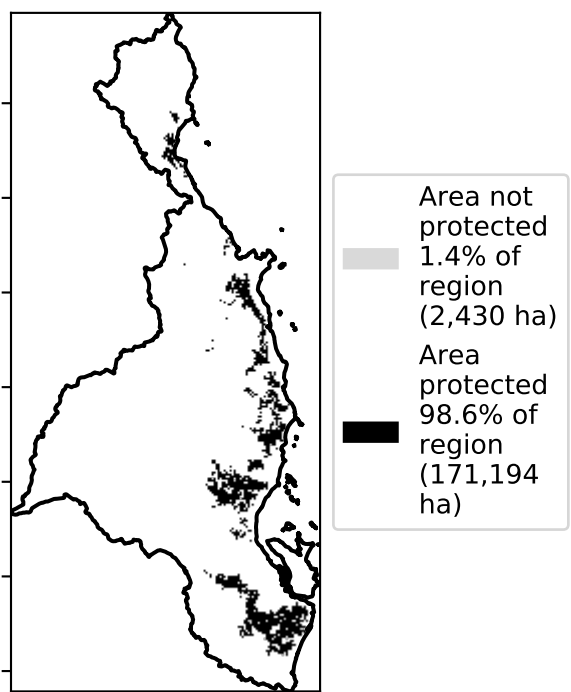 Area not
protected
1.4% of
region
(2,430 ha)
Area
protected
98.6% of
region
(171,194
ha)